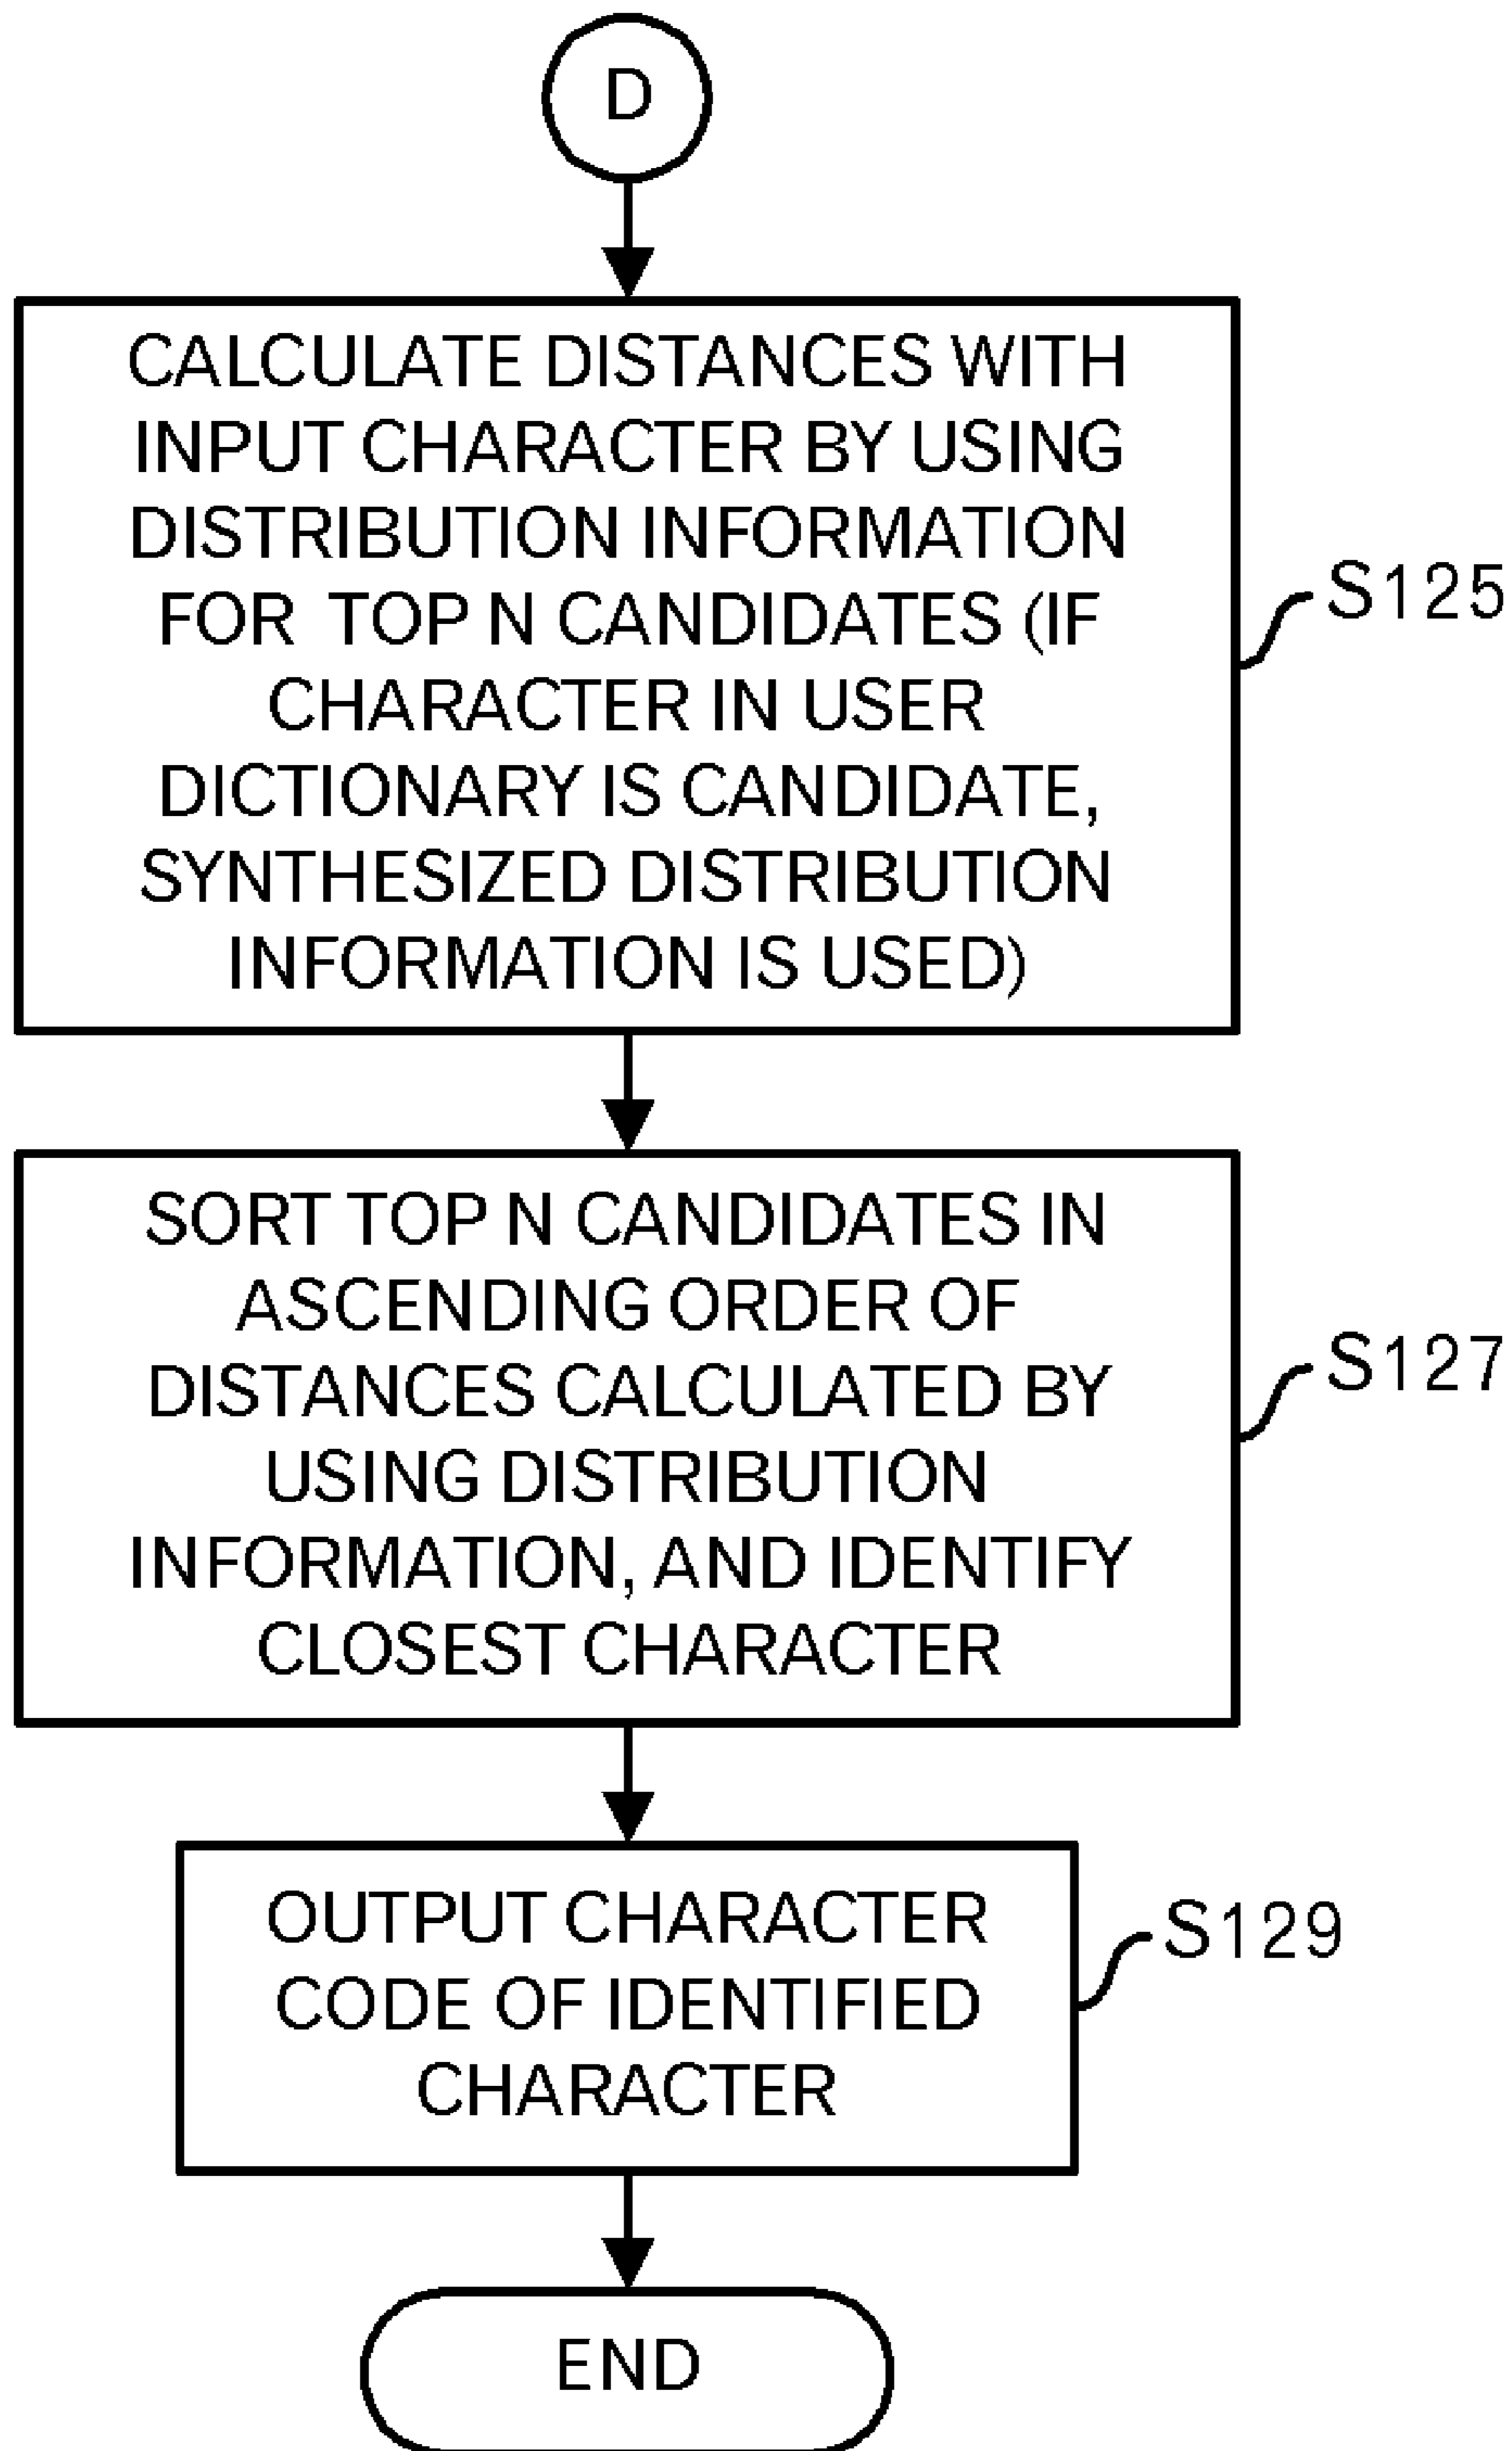 D
CALCULATE DISTANCES WITH
INPUT CHARACTER BY USING
DISTRIBUTION INFORMATION
FOR TOP N CANDIDATES (IF
CHARACTER IN USER
DICTIONARY IS CANDIDATE,
SYNTHESIZED DISTRIBUTION
INFORMATION IS USED)
S125
SORT TOP N CANDIDATES IN
ASCENDING ORDER OF
DISTANCES CALCULATED BY
USING DISTRIBUTION
INFORMATION, AND IDENTIFY
CLOSEST CHARACTER
S127
OUTPUT CHARACTER
CODE OF IDENTIFIED
CHARACTER
S129
END